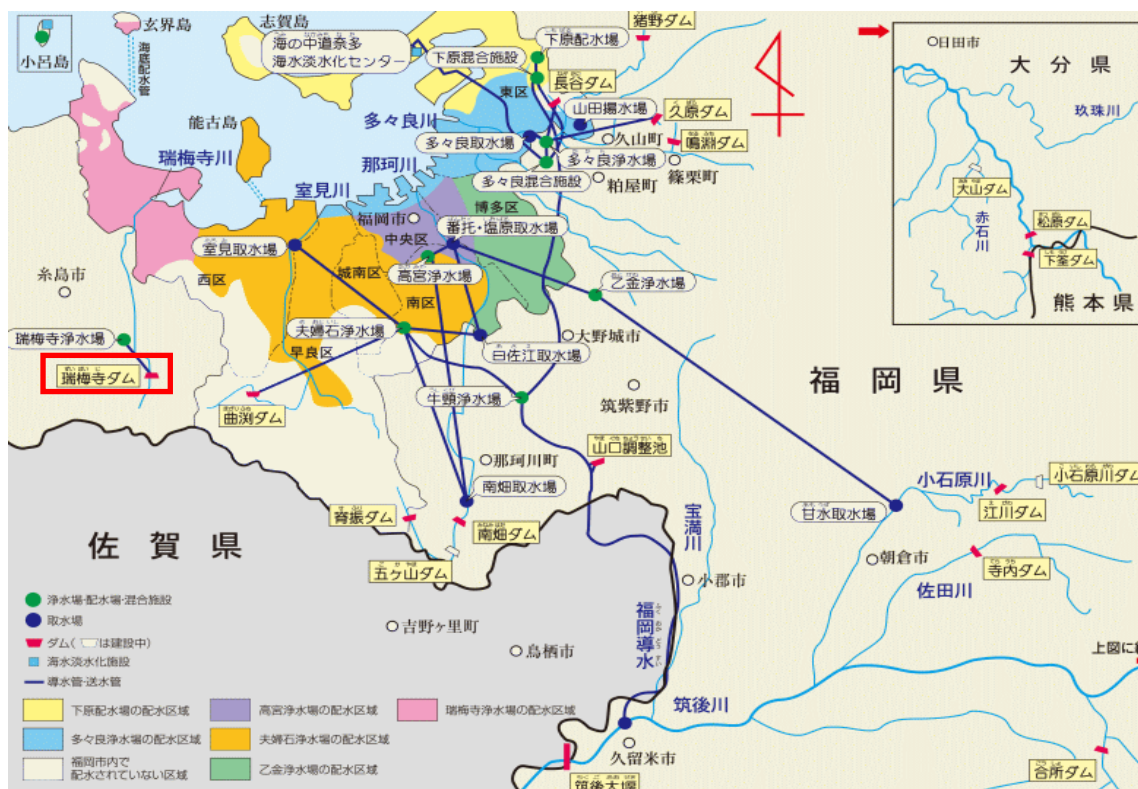 玄界島
志賀島
小呂島
海底配水管
海の中道奈多
海水淡水化センター
下原混合施設
下原配水場
猪野ダム
長谷ダム
東区
山田揚水場
久原ダム
多々良川
多々良取水場
久山町
鳴淵ダム
多々良浄水場
篠栗町
多々良混合施設
粕屋町
能古島
瑞梅寺川
那珂川
室見川
博多区
福岡市
番托・塩原取水場
中央区
室見取水場
城南区
高宮浄水場
乙金浄水場
糸島市
西区
南区
瑞梅寺浄水場
夫婦石浄水場
大野城市
曰佐江取水場
早良区
瑞梅寺ダム
曲渕ダム
牛頸浄水場
筑紫野市
福岡県
山口調整池
那珂川町
南畑取水場
脊振ダム
南畑ダム
五ケ山ダム
宝満川
甘水取水場
小石原川
小石原川ダム
江川ダム
朝倉市
寺内ダム
佐田川
小郡市
佐賀県
吉野ヶ里町
鳥栖市
福岡導水
筑後川
久留米市
筑後大堰
合所ダム
上図に
日田市
大分県
玖珠川
大山ダム
赤石川
松原ダム
下筌ダム
熊本県
浄水場・配水場・混合施設
取水場
ダム( は建設中)
海水淡水化施設
導水管・送水管
下原配水場の配水区域
高宮浄水場の配水区域
瑞梅寺浄水場の配水区域
多々良浄水場の配水区域
夫婦石浄水場の配水区域
福岡市内で
配水されていない区域
乙金浄水場の配水区域